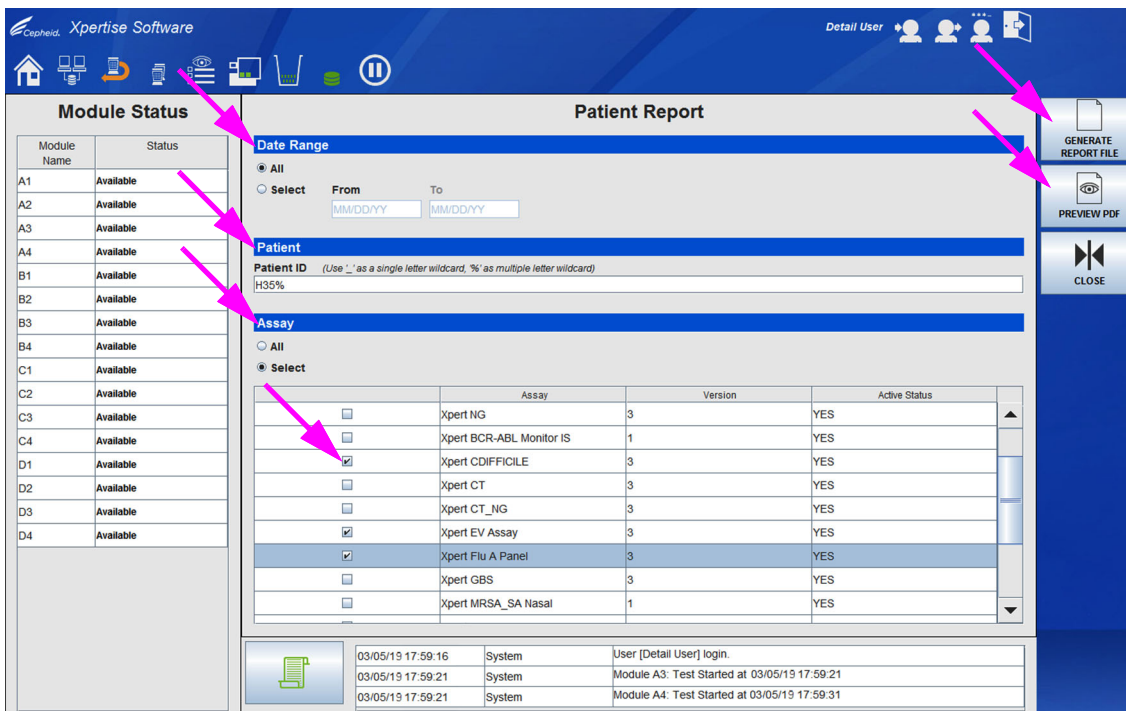 Cepheid. Xpertise Software
Detail User
Module Status
Module Name Status
A1 Available
A2 Available
A3 Available
A4 Available
B1 Available
B2 Available
B3 Available
B4 Available
C1 Available
C2 Available
C3 Available
C4 Available
D1 Available
D2 Available
D3 Available
D4 Available
Patient Report
Date Range
All
Select From To
MM/DD/YY MM/DD/YY
Patient
Patient ID (Use '_' as a single letter wildcard, '%' as multiple letter wildcard)
H35%
Assay
All
Select
Assay Version Active Status
Xpert NG 3 YES
Xpert BCR-ABL Monitor IS 1 YES
Xpert CDIFFICILE 3 YES
Xpert CT 3 YES
Xpert CT_NG 3 YES
Xpert EV Assay 3 YES
Xpert Flu A Panel 3 YES
Xpert GBS 3 YES
Xpert MRSA_SA Nasal 1 YES
03/05/19 17:59:16 System User [Detail User] login.
03/05/19 17:59:21 System Module A3: Test Started at 03/05/19 17:59:21
03/05/19 17:59:21 System Module A4: Test Started at 03/05/19 17:59:31
GENERATE
REPORT FILE
PREVIEW PDF
CLOSE